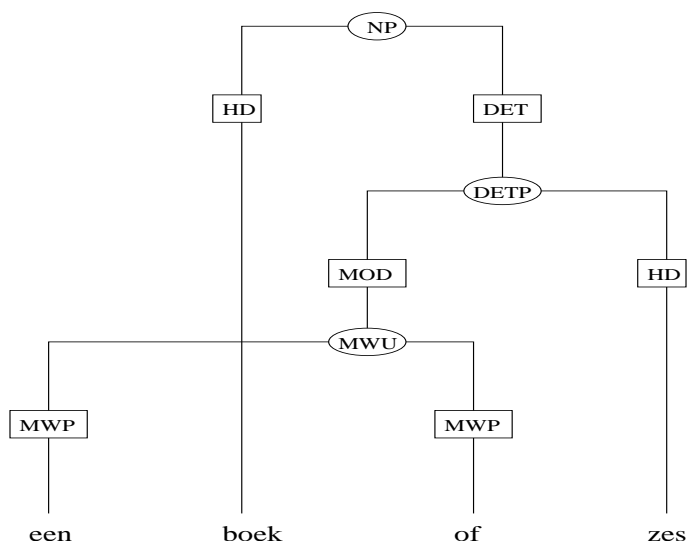 NP
HD DET
DETP
MOD HD
MWU
MWP MWP
een boek of zes